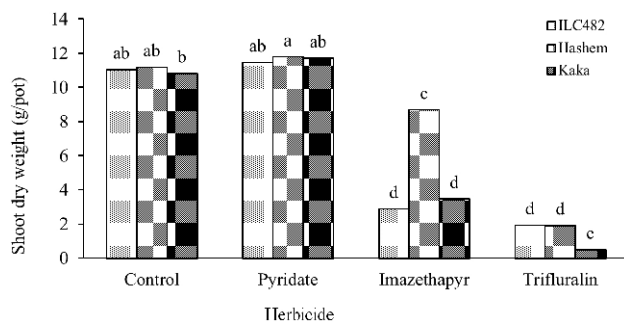 14
12
10
8
6
4
2
0
Shoot dry weight (g/pot)
ab ab b
ab a ab
d c d
d d c
ILC482
Hashem
Kaka
Control Pyridate Imazethapyr Trifluralin
Herbicide